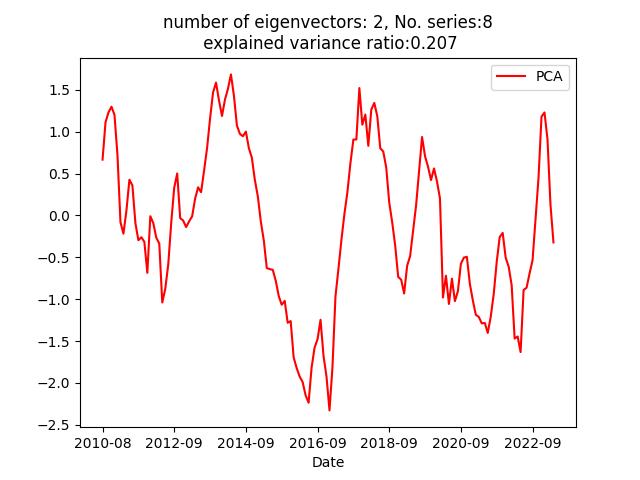 number of eigenvectors: 2, No. series:8
explained variance ratio:0.207
PCA
1.5
1.0
0.5
0.0
−0.5
−1.0
−1.5
−2.0
−2.5
2010-08 2012-09 2014-09 2016-09 2018-09 2020-09 2022-09
Date